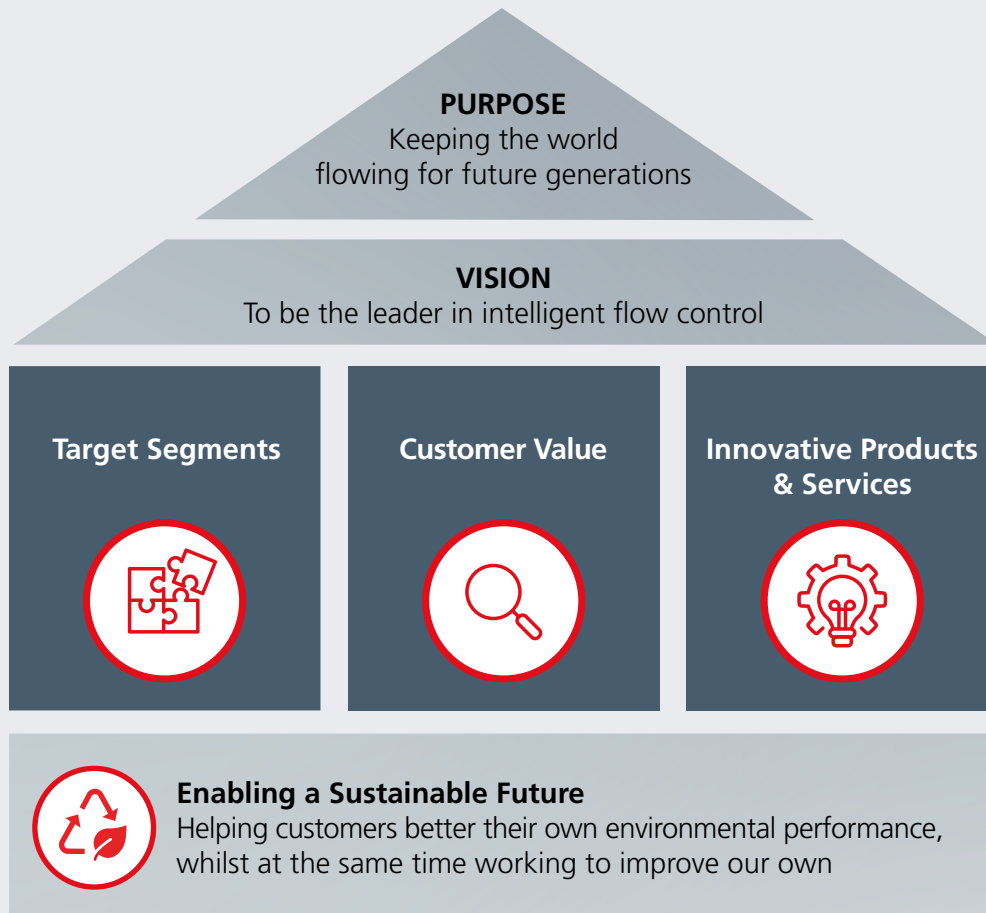 PURPOSE
Keeping the world
flowing for future generations
VISION
To be the leader in intelligent flow control
Target Segments
Customer Value
Innovative Products
& Services
Enabling a Sustainable Future
Helping customers better their own environmental performance,
whilst at the same time working to improve our own